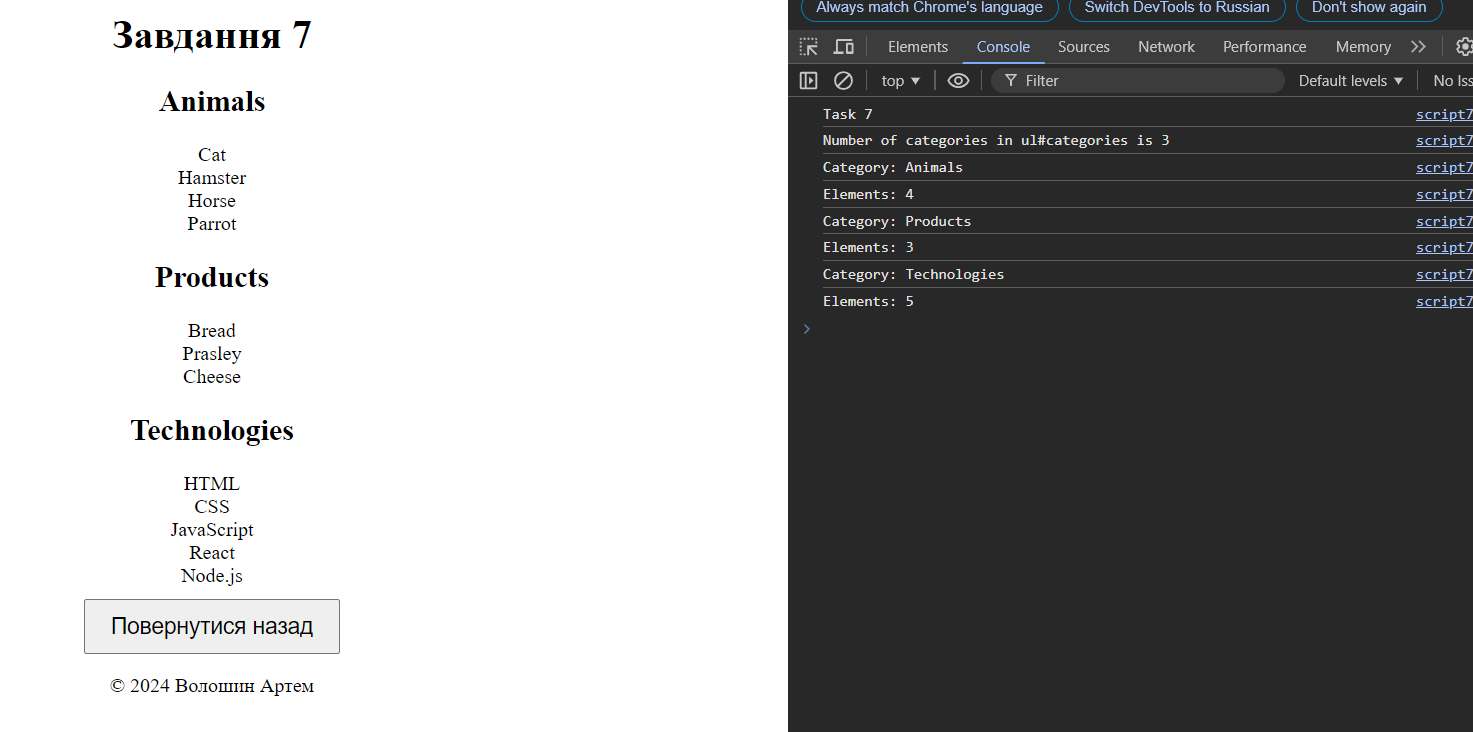 Завдання 7
Animals
Cat
Hamster
Horse
Parrot
Products
Bread
Prasley
Cheese
Technologies
HTML
CSS
JavaScript
React
Node.js
Повернутися назад
© 2024 Волошин Артем
Always match Chrome's language Switch DevTools to Russian Don't show again
Elements Console Sources Network Performance Memory
top Filter Default levels No Iss
Task 7 script7
Number of categories in ul#categories is 3 script7
Category: Animals script7
Elements: 4 script7
Category: Products script7
Elements: 3 script7
Category: Technologies script7
Elements: 5 script7